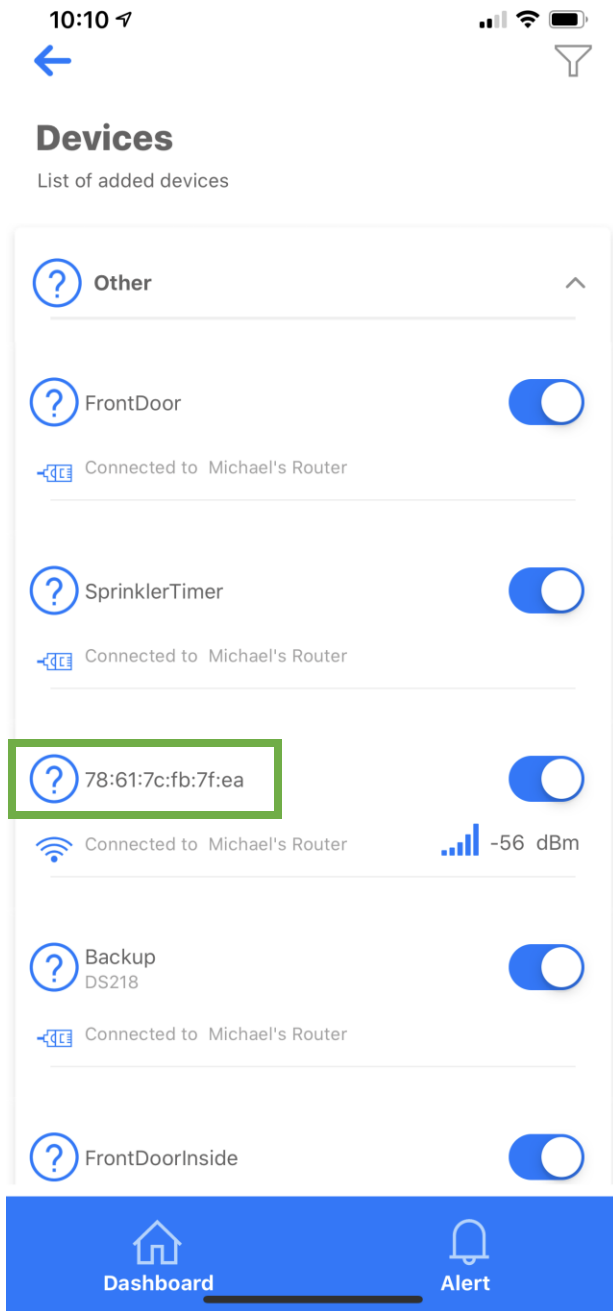 10:10
Devices
List of added devices
Other
FrontDoor
Connected to Michael's Router
SprinklerTimer
Connected to Michael's Router
78:61:7c:fb:7f:ea
Connected to Michael's Router -56 dBm
Backup
DS218
Connected to Michael's Router
FrontDoorInside
Dashboard Alert